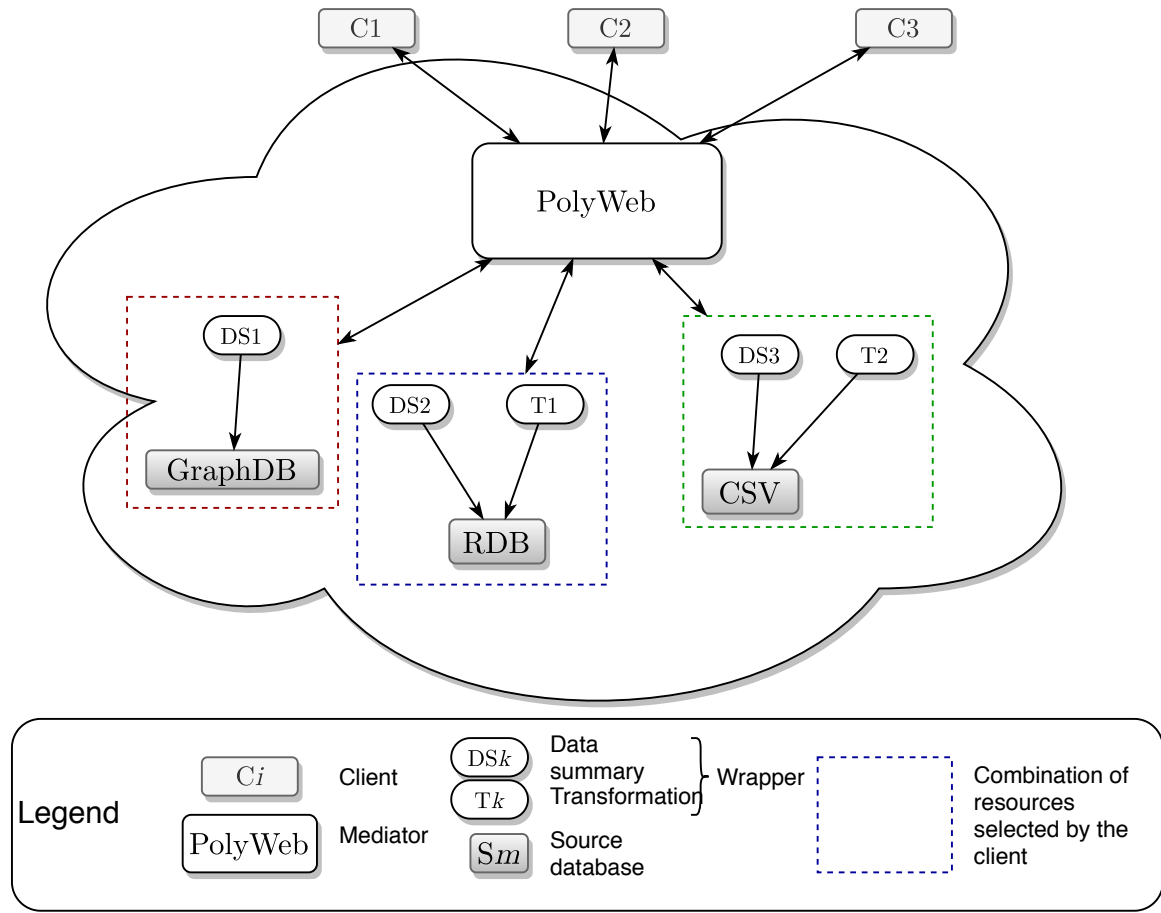 C1
C2
C3
PolyWeb
DS1
GraphDB
DS2
T1
RDB
DS3
T2
CSV
Legend
Ci
Client
PolyWeb
Mediator
DSk
Data
summary
Tk
Transformation
Wrapper
Sm
Source
database
Combination of
resources
selected by the
client